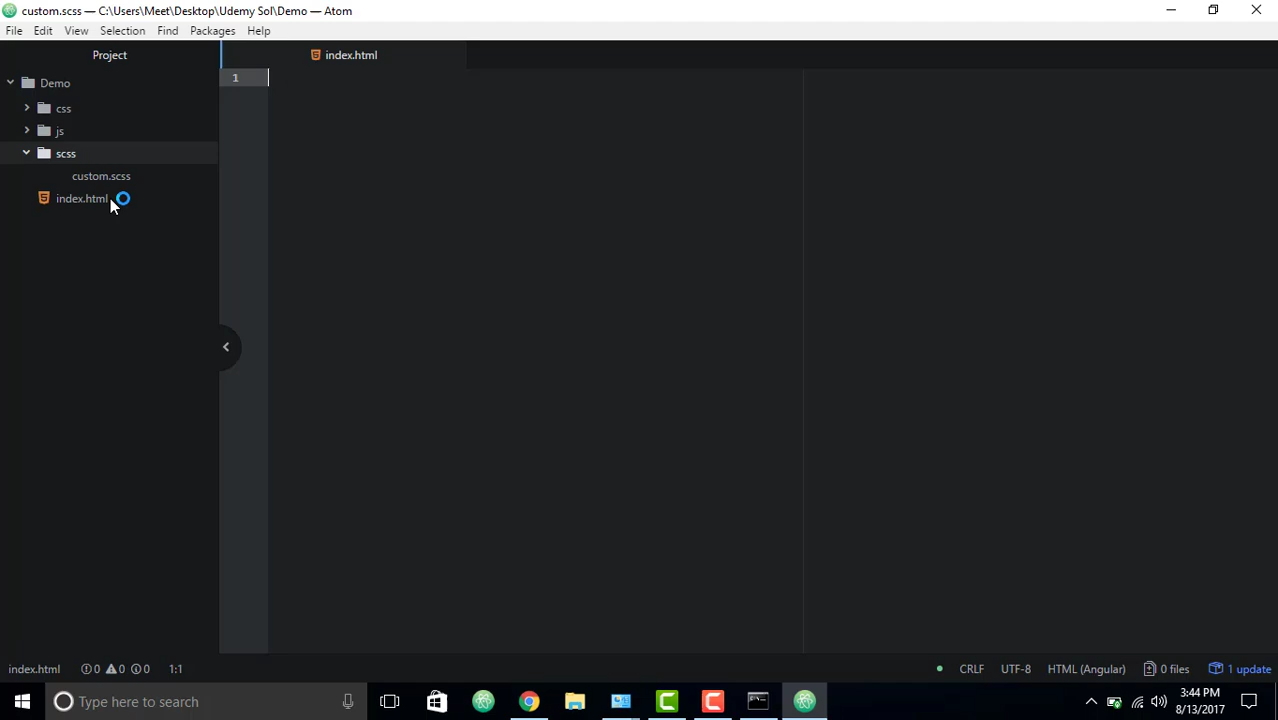 custom.scss — C:\Users\Meet\Desktop\Udemy Sol\Demo — Atom
File Edit View Selection Find Packages Help
Project
index.html
Demo
1
css
js
scss
custom.scss
index.html
index.html 0 0 0 1:1 CRLF UTF-8 HTML (Angular) 0 files 1 update
Type here to search
3:44 PM
8/13/2017